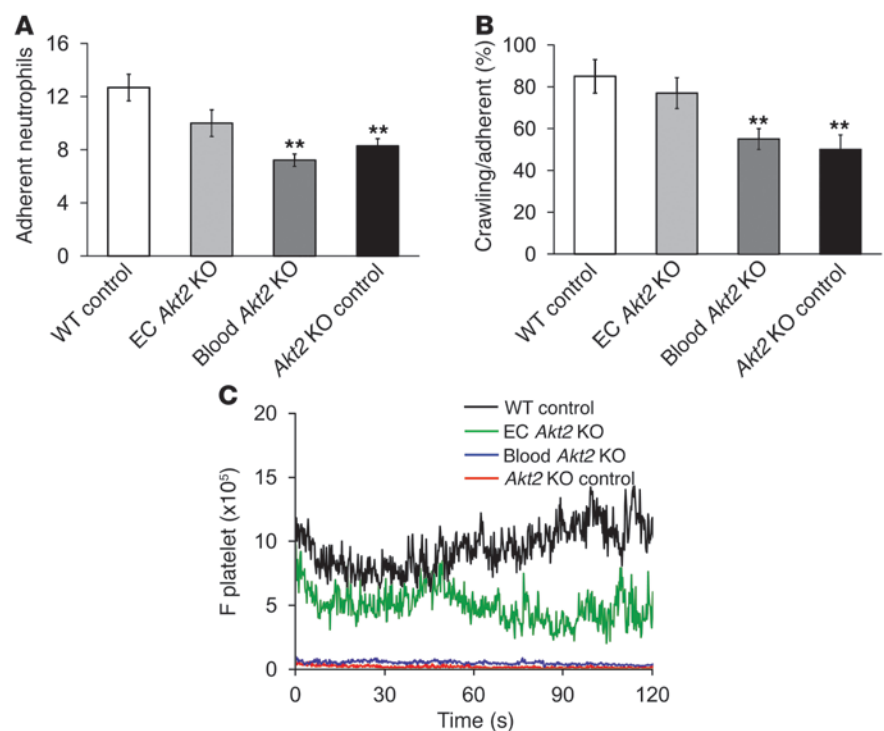 A
Adherent neutrophils
16
12
8
4
0
** **
WT control
EC Akt2 KO
Blood Akt2 KO
Akt2 KO control
B
Crawling/adherent (%)
100
80
60
40
20
0
** **
WT control
EC Akt2 KO
Blood Akt2 KO
Akt2 KO control
C
F platelet (x10⁵)
20
15
10
5
0
WT control
EC Akt2 KO
Blood Akt2 KO
Akt2 KO control
0 30 60 90 120
Time (s)